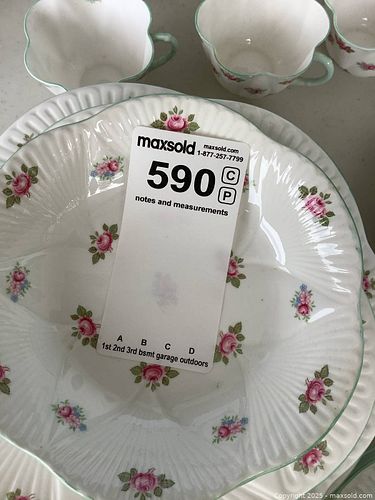 maxsold maxsold.com
1-877-257-7799
590 C
P
notes and measurements
A B C D
1st 2nd 3rd bsmt garage outdoors
Copyright 2025 - maxsold.com